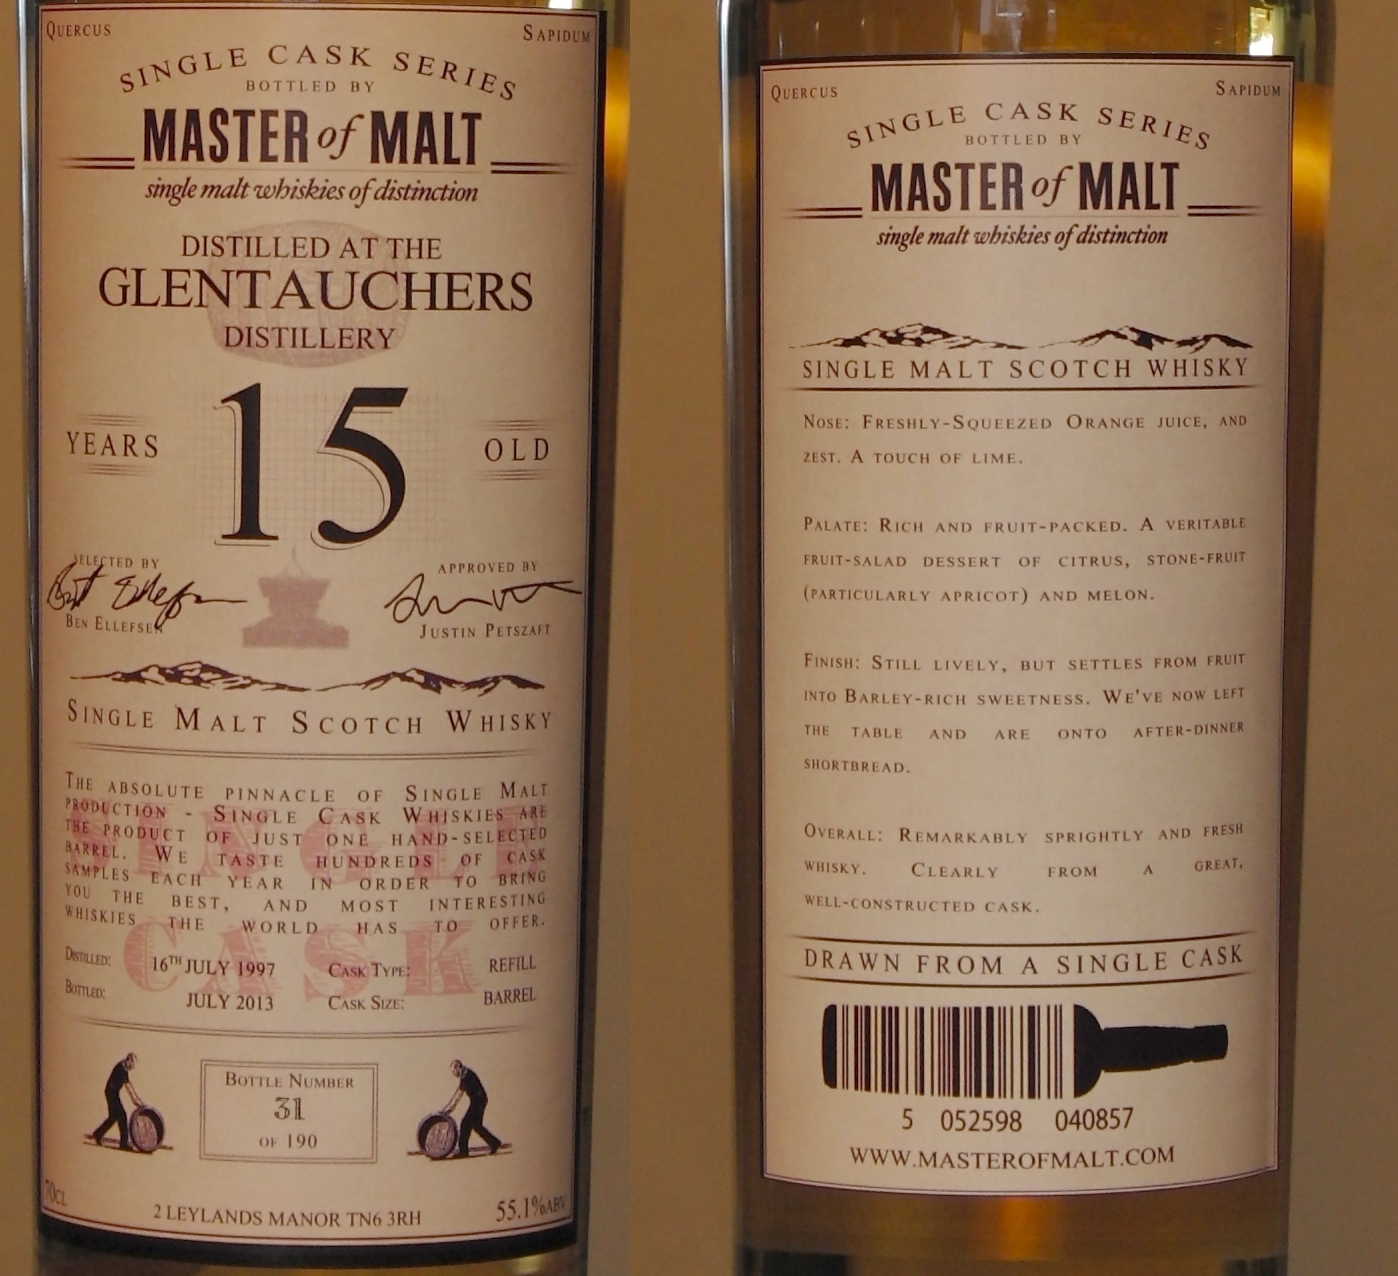 QUERCUS SAPIDUM
SINGLE CASK SERIES
BOTTLED BY
MASTER of MALT
single malt whiskies of distinction
DISTILLED AT THE
GLENTAUCHERS
DISTILLERY
YEARS 15 OLD
SELECTED BY
BEN ELLEFSEN
APPROVED BY
JUSTIN PETSZAFT
SINGLE MALT SCOTCH WHISKY
THE ABSOLUTE PINNACLE OF SINGLE MALT
PRODUCTION - SINGLE CASK WHISKIES ARE
THE PRODUCT OF JUST ONE HAND-SELECTED
BARREL. WE TASTE HUNDREDS OF CASK
SAMPLES EACH YEAR IN ORDER TO BRING
YOU THE BEST, AND MOST INTERESTING
WHISKIES THE WORLD HAS TO OFFER.
SINGLE
CASK
DISTILLED: 16TH JULY 1997 CASK TYPE: REFILL
BOTTLED: JULY 2013 CASK SIZE: BARREL
BOTTLE NUMBER
31
OF 190
70CL 2 LEYLANDS MANOR TN6 3RH 55.1%ABV
QUERCUS SAPIDUM
SINGLE CASK SERIES
BOTTLED BY
MASTER of MALT
single malt whiskies of distinction
SINGLE MALT SCOTCH WHISKY
NOSE: FRESHLY-SQUEEZED ORANGE JUICE, AND
ZEST. A TOUCH OF LIME.
PALATE: RICH AND FRUIT-PACKED. A VERITABLE
FRUIT-SALAD DESSERT OF CITRUS, STONE-FRUIT
(PARTICULARLY APRICOT) AND MELON.
FINISH: STILL LIVELY, BUT SETTLES FROM FRUIT
INTO BARLEY-RICH SWEETNESS. WE'VE NOW LEFT
THE TABLE AND ARE ONTO AFTER-DINNER
SHORTBREAD.
OVERALL: REMARKABLY SPRIGHTLY AND FRESH
WHISKY. CLEARLY FROM A GREAT,
WELL-CONSTRUCTED CASK.
DRAWN FROM A SINGLE CASK
5 052598 040857
WWW.MASTEROFMALT.COM